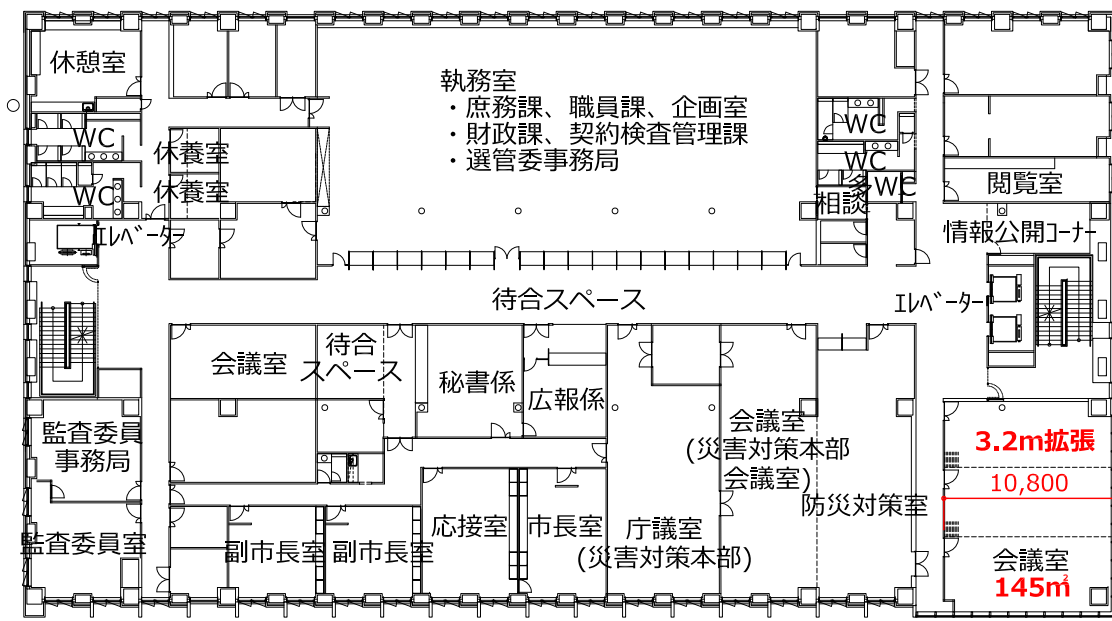 休憩室
執務室
・庶務課、職員課、企画室
・財政課、契約検査管理課
・選管委事務局
WC
WC
休養室
WC
休養室
WC
多WC
閲覧室
相談
エレベーター
情報公開コーナー
待合スペース
エレベーター
会議室
待合
スペース
秘書係
広報係
会議室
(災害対策本部
会議室)
監査委員
事務局
3.2m拡張
10,800
防災対策室
応接室
市長室
庁議室
(災害対策本部)
監査委員室
副市長室
副市長室
会議室
145㎡